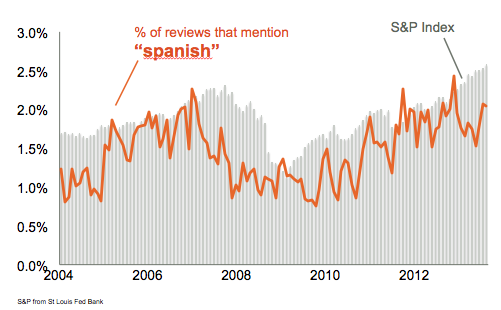 % of reviews that mention
“spanish”
S&P Index
3.0%
2.5%
2.0%
1.5%
1.0%
0.5%
0.0%
2004 2006 2008 2010 2012
S&P from St Louis Fed Bank